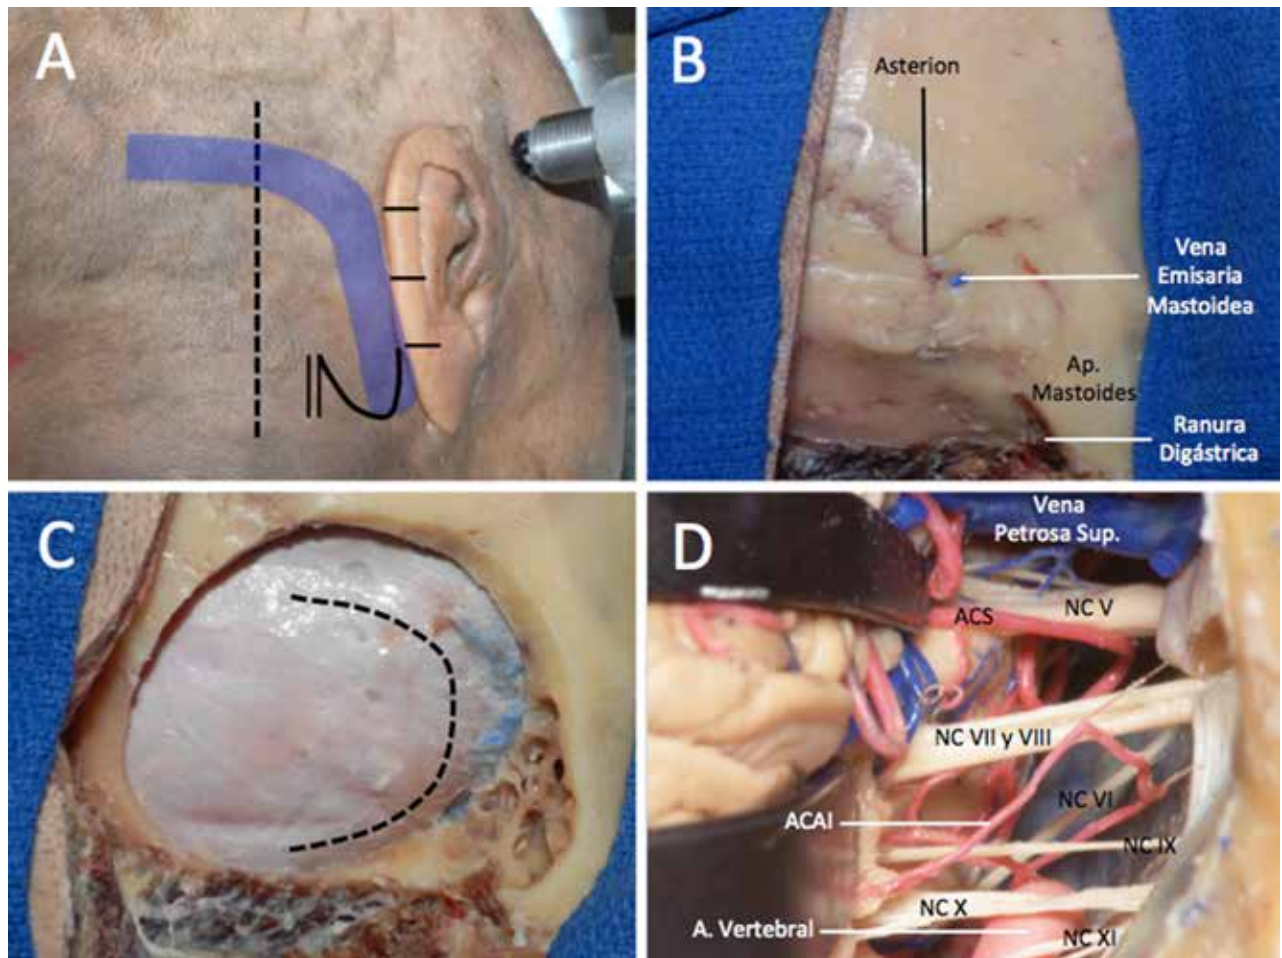 A
B
Asterion
Vena
Emisaria
Mastoidea
Ap.
Mastoides
Ranura
Digástrica
C
D
Vena
Petrosa Sup.
NC V
ACS
NC VII y VIII
NC VI
ACAI
NC IX
NC X
A. Vertebral
NC XI